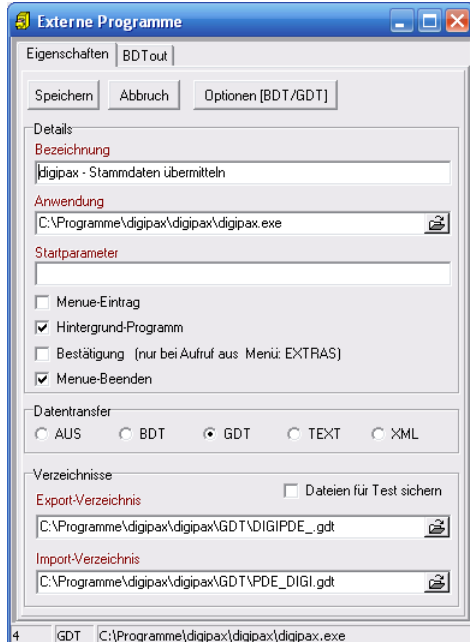 Externe Programme
Eigenschaften BDTout
Speichern Abbruch Optionen [BDT/GDT]
Details
Bezeichnung
digipax - Stammdaten übermitteln
Anwendung
C:\Programme\digipax\digipax\digipax.exe
Startparameter
Menue-Eintrag
Hintergrund-Programm
Bestätigung (nur bei Aufruf aus Menü: EXTRAS)
Menue-Beenden
Datentransfer
AUS BDT GDT TEXT XML
Verzeichnisse
Dateien für Test sichern
Export-Verzeichnis
C:\Programme\digipax\digipax\GDT\DIGIPDE_.gdt
Import-Verzeichnis
C:\Programme\digipax\digipax\GDT\PDE_DIGI.gdt
4 GDT C:\Programme\digipax\digipax\digipax.exe